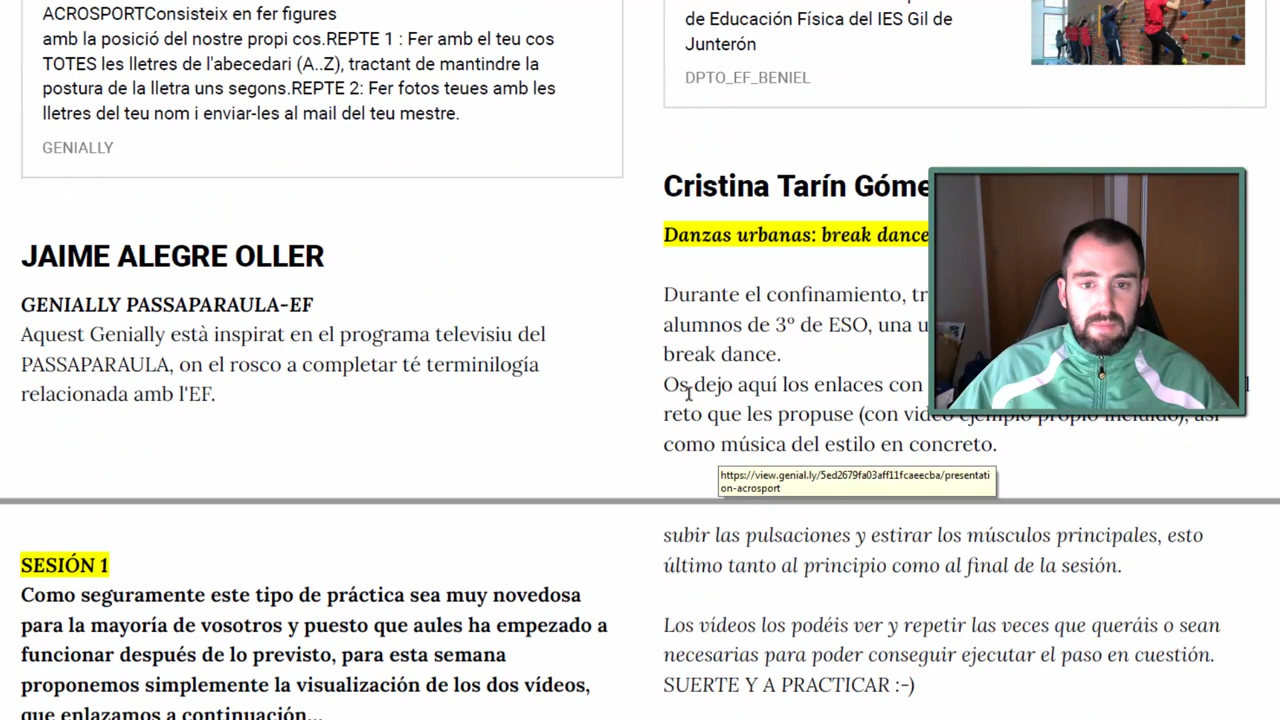 ACROSPORTConsisteix en fer figures
amb la posició del nostre propi cos.REPTE 1 : Fer amb el teu cos
TOTES les lletres de l'abecedari (A..Z), tractant de mantindre la
postura de la lletra uns segons.REPTE 2: Fer fotos teues amb les
lletres del teu nom i enviar-les al mail del teu mestre.
GENIALLY
JAIME ALEGRE OLLER
GENIALLY PASSAPARAULA-EF
Aquest Genially està inspirat en el programa televisiu del
PASSAPARAULA, on el rosco a completar té terminilogía
relacionada amb l'EF.
de Educación Física del IES Gil de
Junterón
DPTO_EF_BENIEL
Cristina Tarín Góme
Danzas urbanas: break dance
Durante el confinamiento, tr
alumnos de 3º de ESO, una u
break dance.
Os dejo aquí los enlaces con
reto que les propuse (con video ejemplo propio incluido), así
como música del estilo en concreto.
https://view.genial.ly/5ed2679fa03aff11fcaeecba/presentati
on-acrosport
SESIÓN 1
Como seguramente este tipo de práctica sea muy novedosa
para la mayoría de vosotros y puesto que aules ha empezado a
funcionar después de lo previsto, para esta semana
proponemos simplemente la visualización de los dos vídeos,
que enlazamos a continuación...
subir las pulsaciones y estirar los músculos principales, esto
último tanto al principio como al final de la sesión.
Los vídeos los podéis ver y repetir las veces que queráis o sean
necesarias para poder conseguir ejecutar el paso en cuestión.
SUERTE Y A PRACTICAR :-)